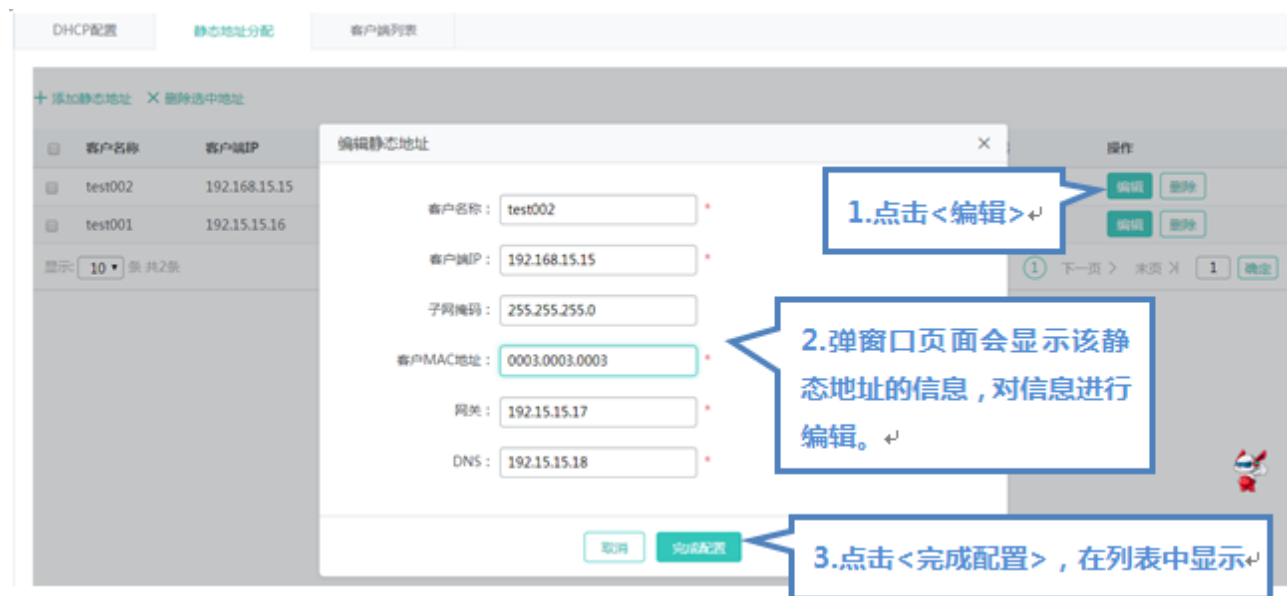 DHCP配置 静态地址分配 客户端列表
+ 添加静态地址 X 删除选中地址
客户名称 客户端IP 操作
test002 192.168.15.15 编辑 删除
test001 192.15.15.16 编辑 删除
显示: 10 条 共2条 1 下一页 末页 1 确定
编辑静态地址
客户名称: test002 *
客户端IP: 192.168.15.15 *
子网掩码: 255.255.255.0
客户MAC地址: 0003.0003.0003 *
网关: 192.15.15.17 *
DNS: 192.15.15.18 *
取消 完成配置
1.点击<编辑>↵
2.弹窗口页面会显示该静
态地址的信息,对信息进行
编辑。↵
3.点击<完成配置>,在列表中显示↵